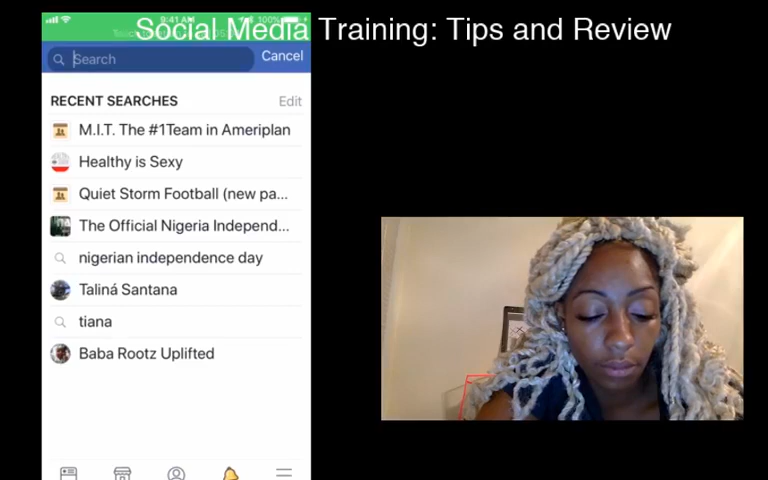 Social Media Training: Tips and Review
9:41 AM 100%
Search
Cancel
RECENT SEARCHES
Edit
M.I.T. The #1Team in Ameriplan
Healthy is Sexy
Quiet Storm Football (new pa...
The Official Nigeria Independ...
nigerian independence day
Taliná Santana
tiana
Baba Rootz Uplifted